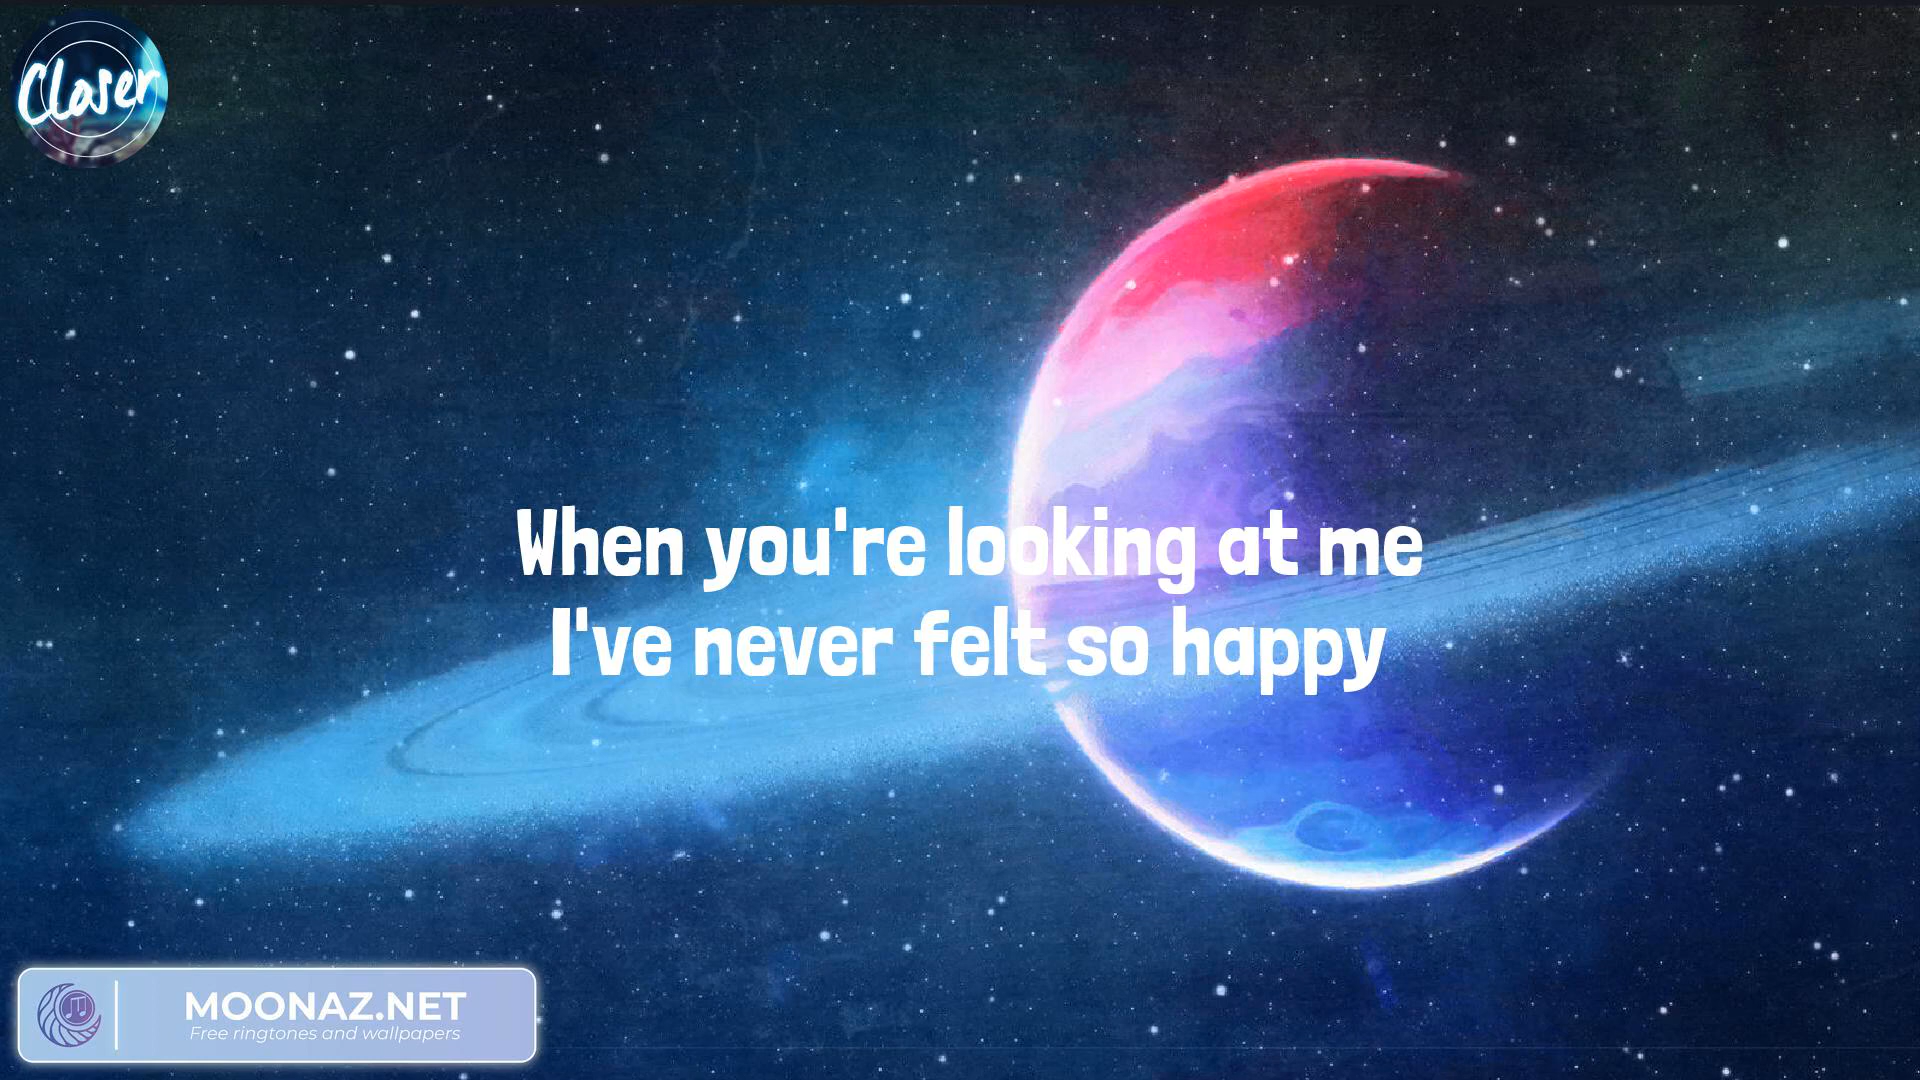 Closer
When you're looking at me
I've never felt so happy
MOONAZ.NET
Free ringtones and wallpapers